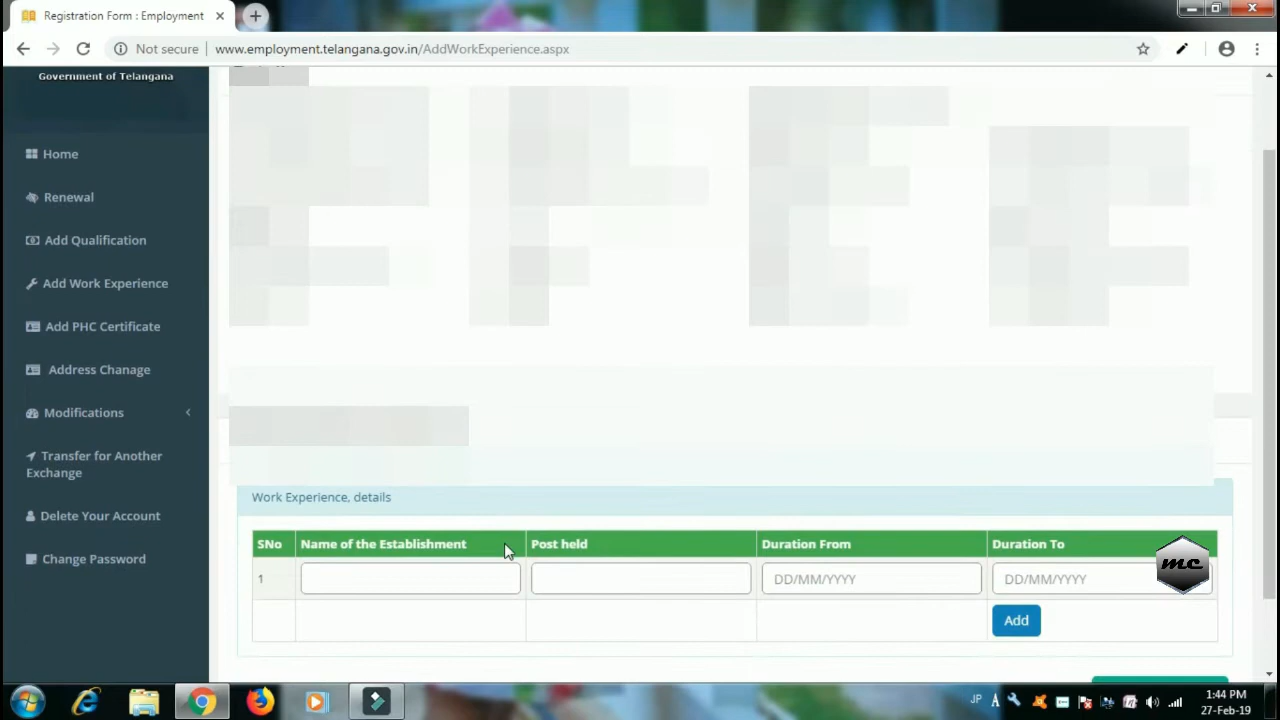 Registration Form : Employment
Not secure
www.employment.telangana.gov.in/AddWorkExperience.aspx
Government of Telangana
Home
Renewal
Add Qualification
Add Work Experience
Add PHC Certificate
Address Chanage
Modifications
Transfer for Another
Exchange
Delete Your Account
Change Password
Work Experience, details
SNo Name of the Establishment Post held Duration From Duration To
1 DD/MM/YYYY DD/MM/YYYY
mc
Add
JP A 1:44 PM
27-Feb-19